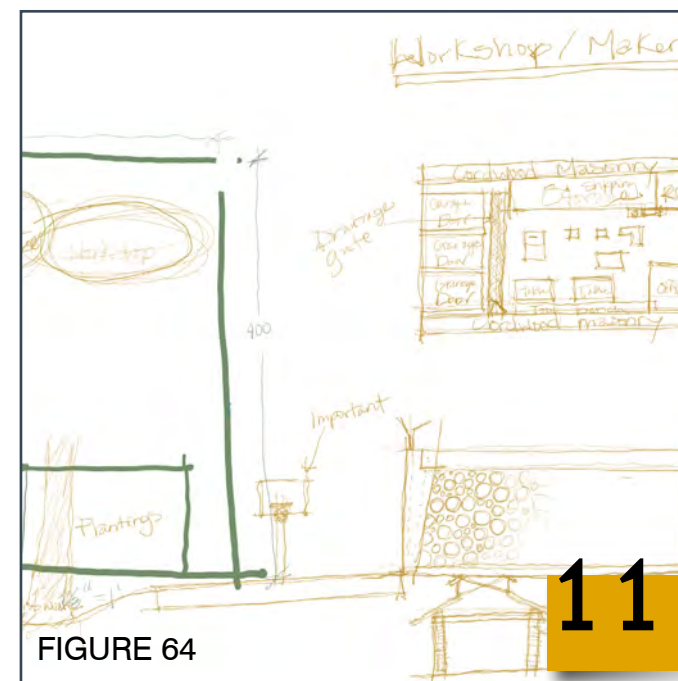 Workshop / Maker
Cordwood Masonry
Drainage
gate
Garage
Door
Garage
Door
Garage
Door
workshop
400
Cordwood masonry
Important
Plantings
11
FIGURE 64